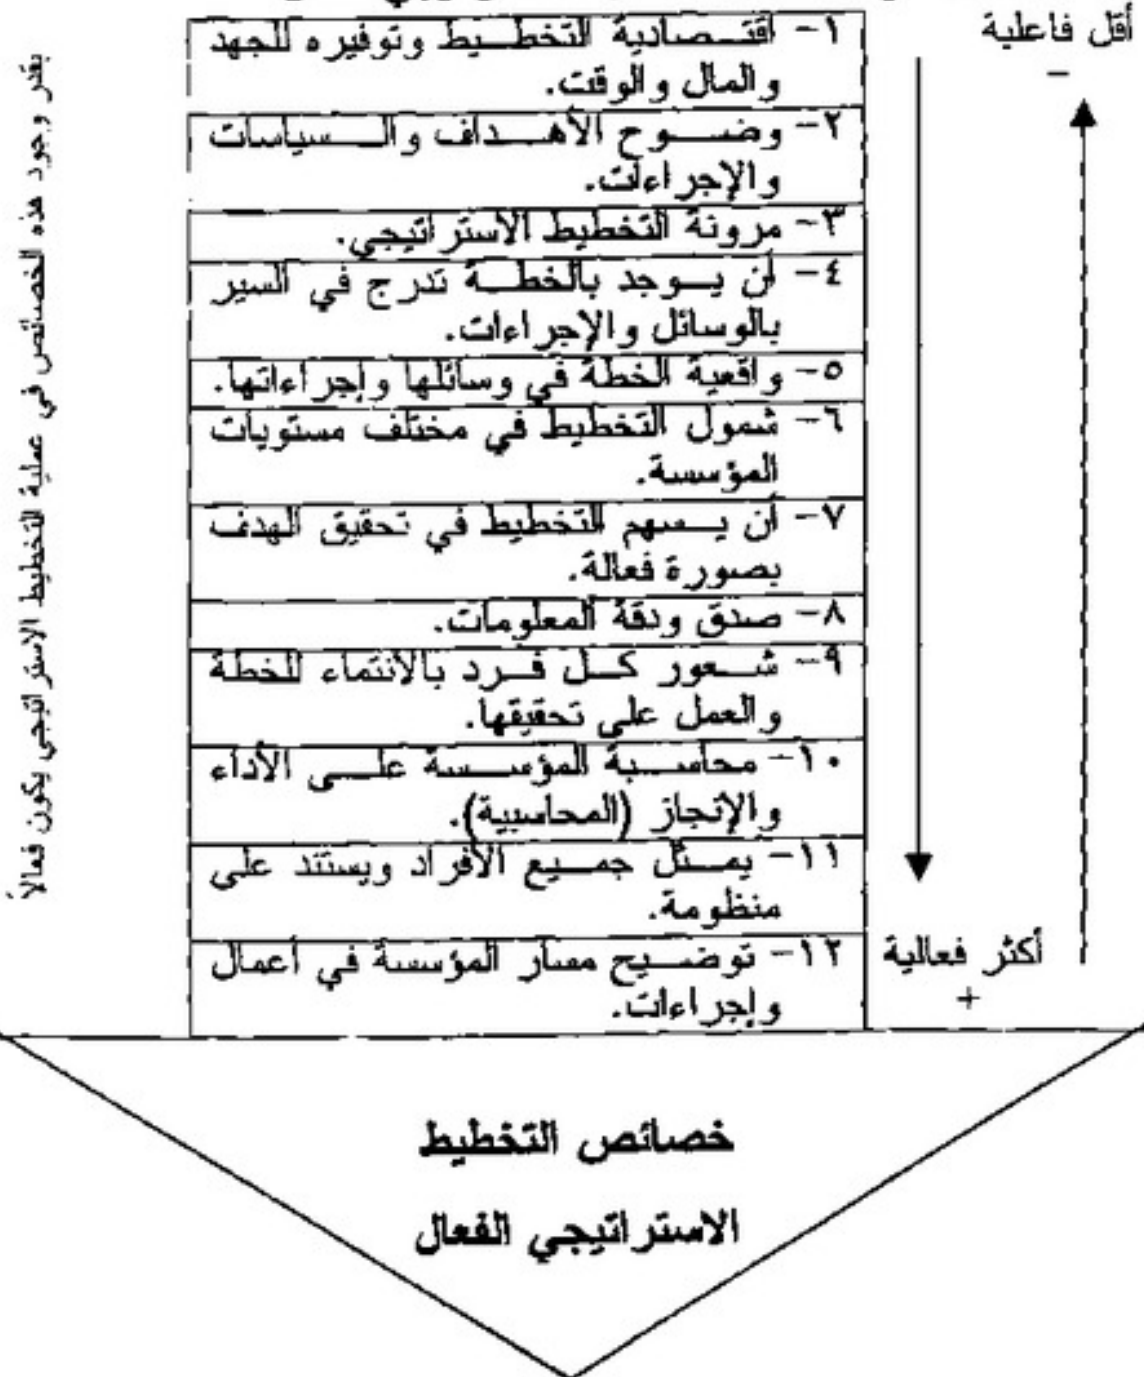 أقل فاعلية
-
١- اقتصادية التخطيط وتوفيره للجهد
والمال والوقت.
٢- وضوح الأهداف والسياسات
والإجراءات.
٣- مرونة التخطيط الاستراتيجي.
٤- أن يوجد بالخطة تدرج في السير
بالوسائل والإجراءات.
٥- واقعية الخطة في وسائلها وإجراءاتها.
٦- شمول التخطيط في مختلف مستويات
المؤسسة.
٧- أن يسهم التخطيط في تحقيق الهدف
بصورة فعالة.
٨- صدق ودقة المعلومات.
٩- شعور كل فرد بالانتماء للخطة
والعمل على تحقيقها.
١٠- محاسبة المؤسسة على الأداء
والإنجاز (المحاسبية).
١١- يمثل جميع الأفراد ويستند على
منظومة.
١٢- توضيح مسار المؤسسة في أعمال
وإجراءات.
أكثر فعالية
+
بقدر وجود هذه الخصائص في عملية التخطيط الاستراتيجي يكون فعالاً
خصائص التخطيط
الاستراتيجي الفعال